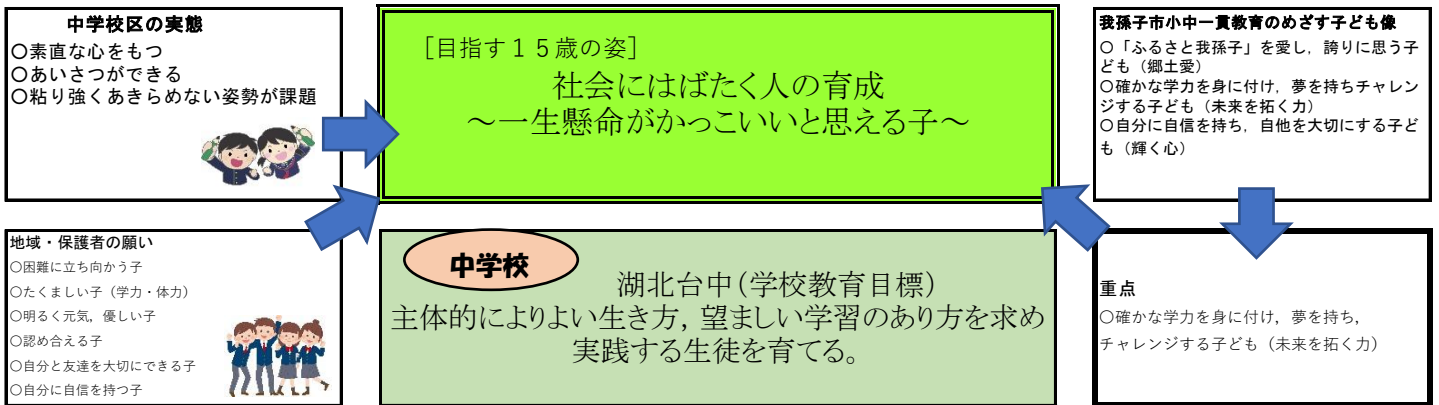 中学校区の実態
○素直な心をもつ
○あいさつができる
○粘り強くあきらめない姿勢が課題
［目指す１５歳の姿］
社会にはばたく人の育成
～一生懸命がかっこいいと思える子～
我孫子市小中一貫教育のめざす子ども像
○「ふるさと我孫子」を愛し，誇りに思う子
ども（郷土愛）
○確かな学力を身に付け，夢を持ちチャレン
ジする子ども（未来を拓く力）
○自分に自信を持ち，自他を大切にする子ど
も（輝く心）
地域・保護者の願い
○困難に立ち向かう子
○たくましい子（学力・体力）
○明るく元気，優しい子
○認め合える子
○自分と友達を大切にできる子
○自分に自信を持つ子
中学校
湖北台中（学校教育目標）
主体的によりよい生き方，望ましい学習のあり方を求め
実践する生徒を育てる。
重点
○確かな学力を身に付け，夢を持ち，
チャレンジする子ども（未来を拓く力）